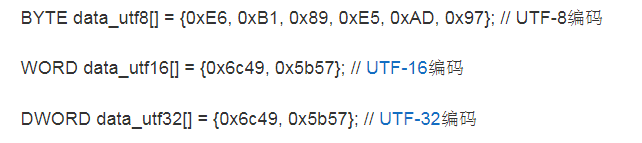 BYTE data_utf8[] = {0xE6, 0xB1, 0x89, 0xE5, 0xAD, 0x97}; // UTF-8编码
WORD data_utf16[] = {0x6c49, 0x5b57}; // UTF-16编码
DWORD data_utf32[] = {0x6c49, 0x5b57}; // UTF-32编码